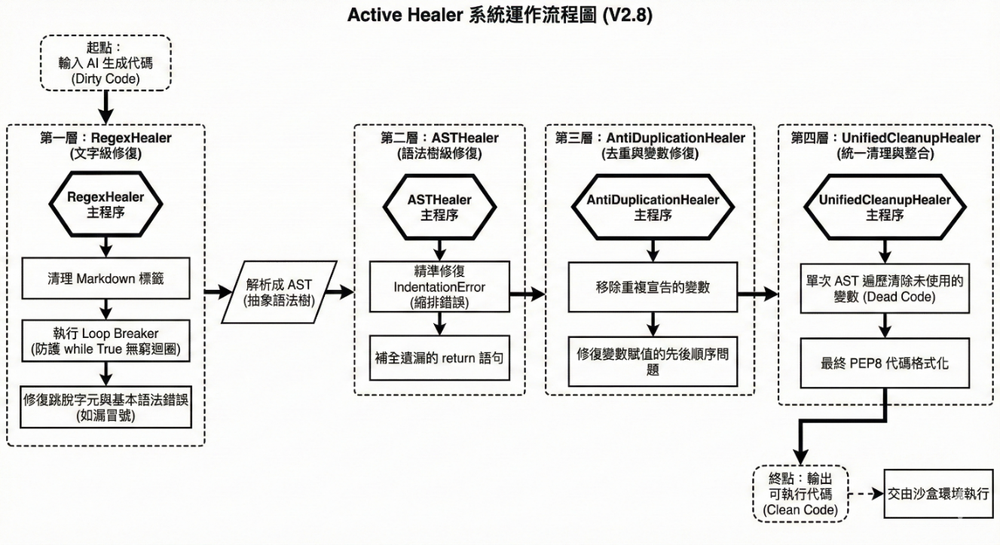 Active Healer 系統運作流程圖 (V2.8)
起點：
輸入 AI 生成代碼
(Dirty Code)
第一層：RegexHealer
(文字級修復)
RegexHealer
主程序
清理 Markdown 標籤
執行 Loop Breaker
(防護 while True 無窮迴圈)
修復跳脫字元與基本語法錯誤
(如漏冒號)
解析成 AST
(抽象語法樹)
第二層：ASTHealer
(語法樹級修復)
ASTHealer
主程序
精準修復
IndentationError
(縮排錯誤)
補全遺漏的 return 語句
第三層：AntiDuplicationHealer
(去重與變數修復)
AntiDuplicationHealer
主程序
移除重複宣告的變數
修復變數賦值的先後順序問
題
第四層：UnifiedCleanupHealer
(統一清理與整合)
UnifiedCleanupHealer
主程序
單次 AST 遍歷清除未使用的
變數 (Dead Code)
最終 PEP8 代碼格式化
終點：輸出
可執行代碼
(Clean Code)
交由沙盒環境執行